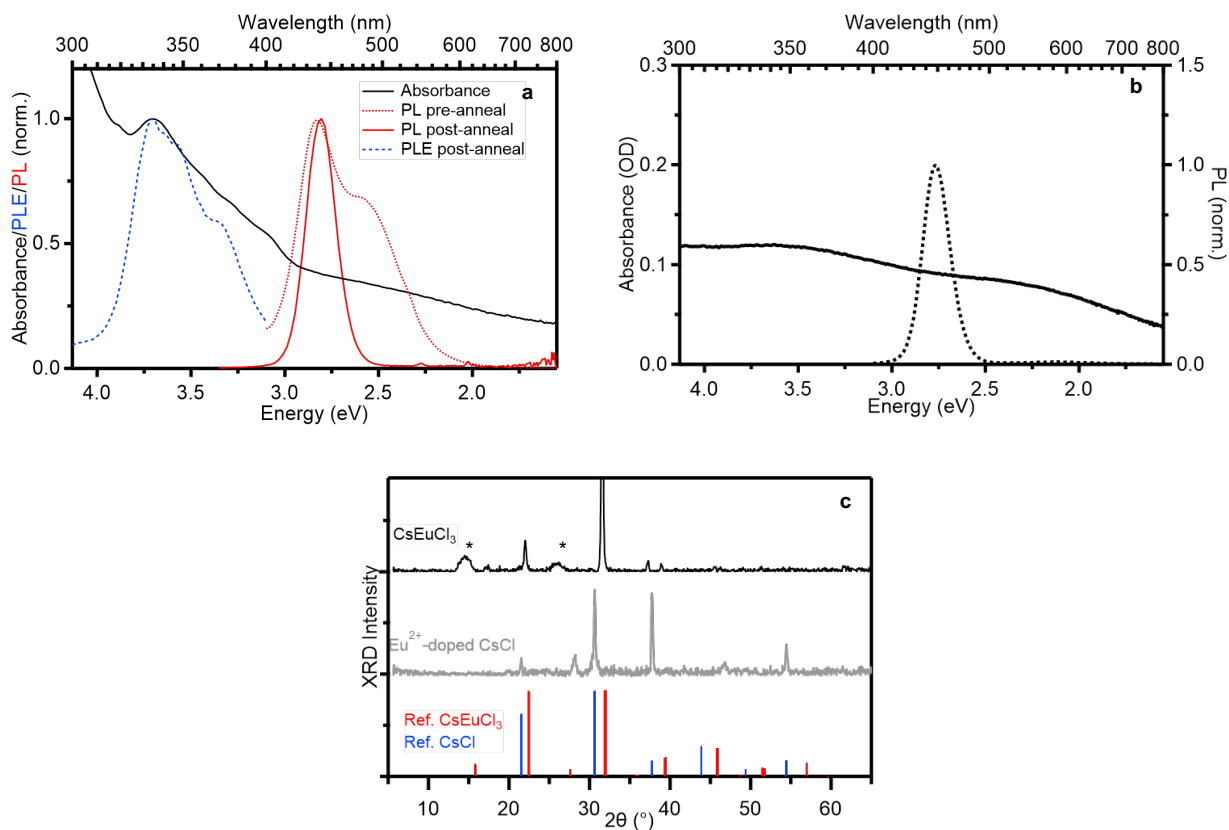 Wavelength (nm)
300 350 400 500 600 700 800
Absorbance/PLE/PL (norm.)
1.0
0.5
0.0
Absorbance
PL pre-anneal
PL post-anneal
PLE post-anneal
a
4.0 3.5 3.0 2.5 2.0
Energy (eV)
Wavelength (nm)
300 350 400 500 600 700 800
Absorbance (OD)
0.3
0.2
0.1
0.0
b
1.5
1.0
0.5
0.0
PL (norm.)
4.0 3.5 3.0 2.5 2.0
Energy (eV)
XRD Intensity
c
CsEuCl₃
* *
Eu²⁺-doped CsCl
Ref. CsEuCl₃
Ref. CsCl
10 20 30 40 50 60
2θ (°)